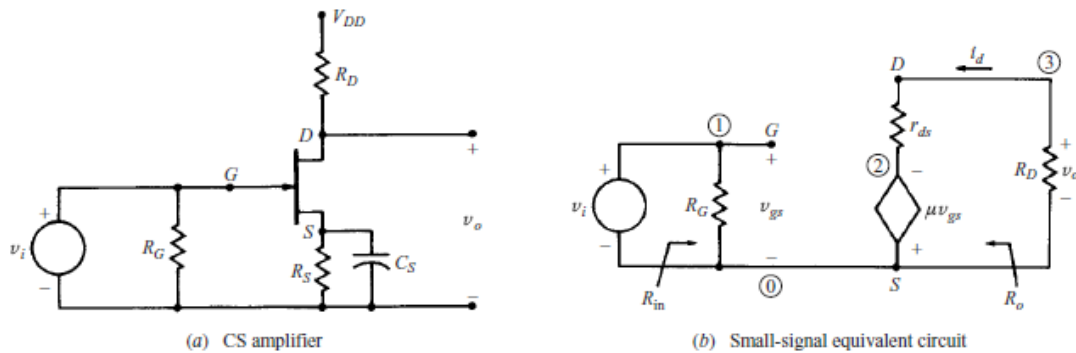 V_DD
R_D
D
+
G
+
v_i
−
R_G
S
R_S
C_S
v_o
−
(a) CS amplifier
D
i_d
③
①
G
+
r_ds
②
−
+
v_i
−
R_G
v_gs
−
μv_gs
+
R_D
+
v_o
−
R_in
⓪
S
R_o
(b) Small-signal equivalent circuit